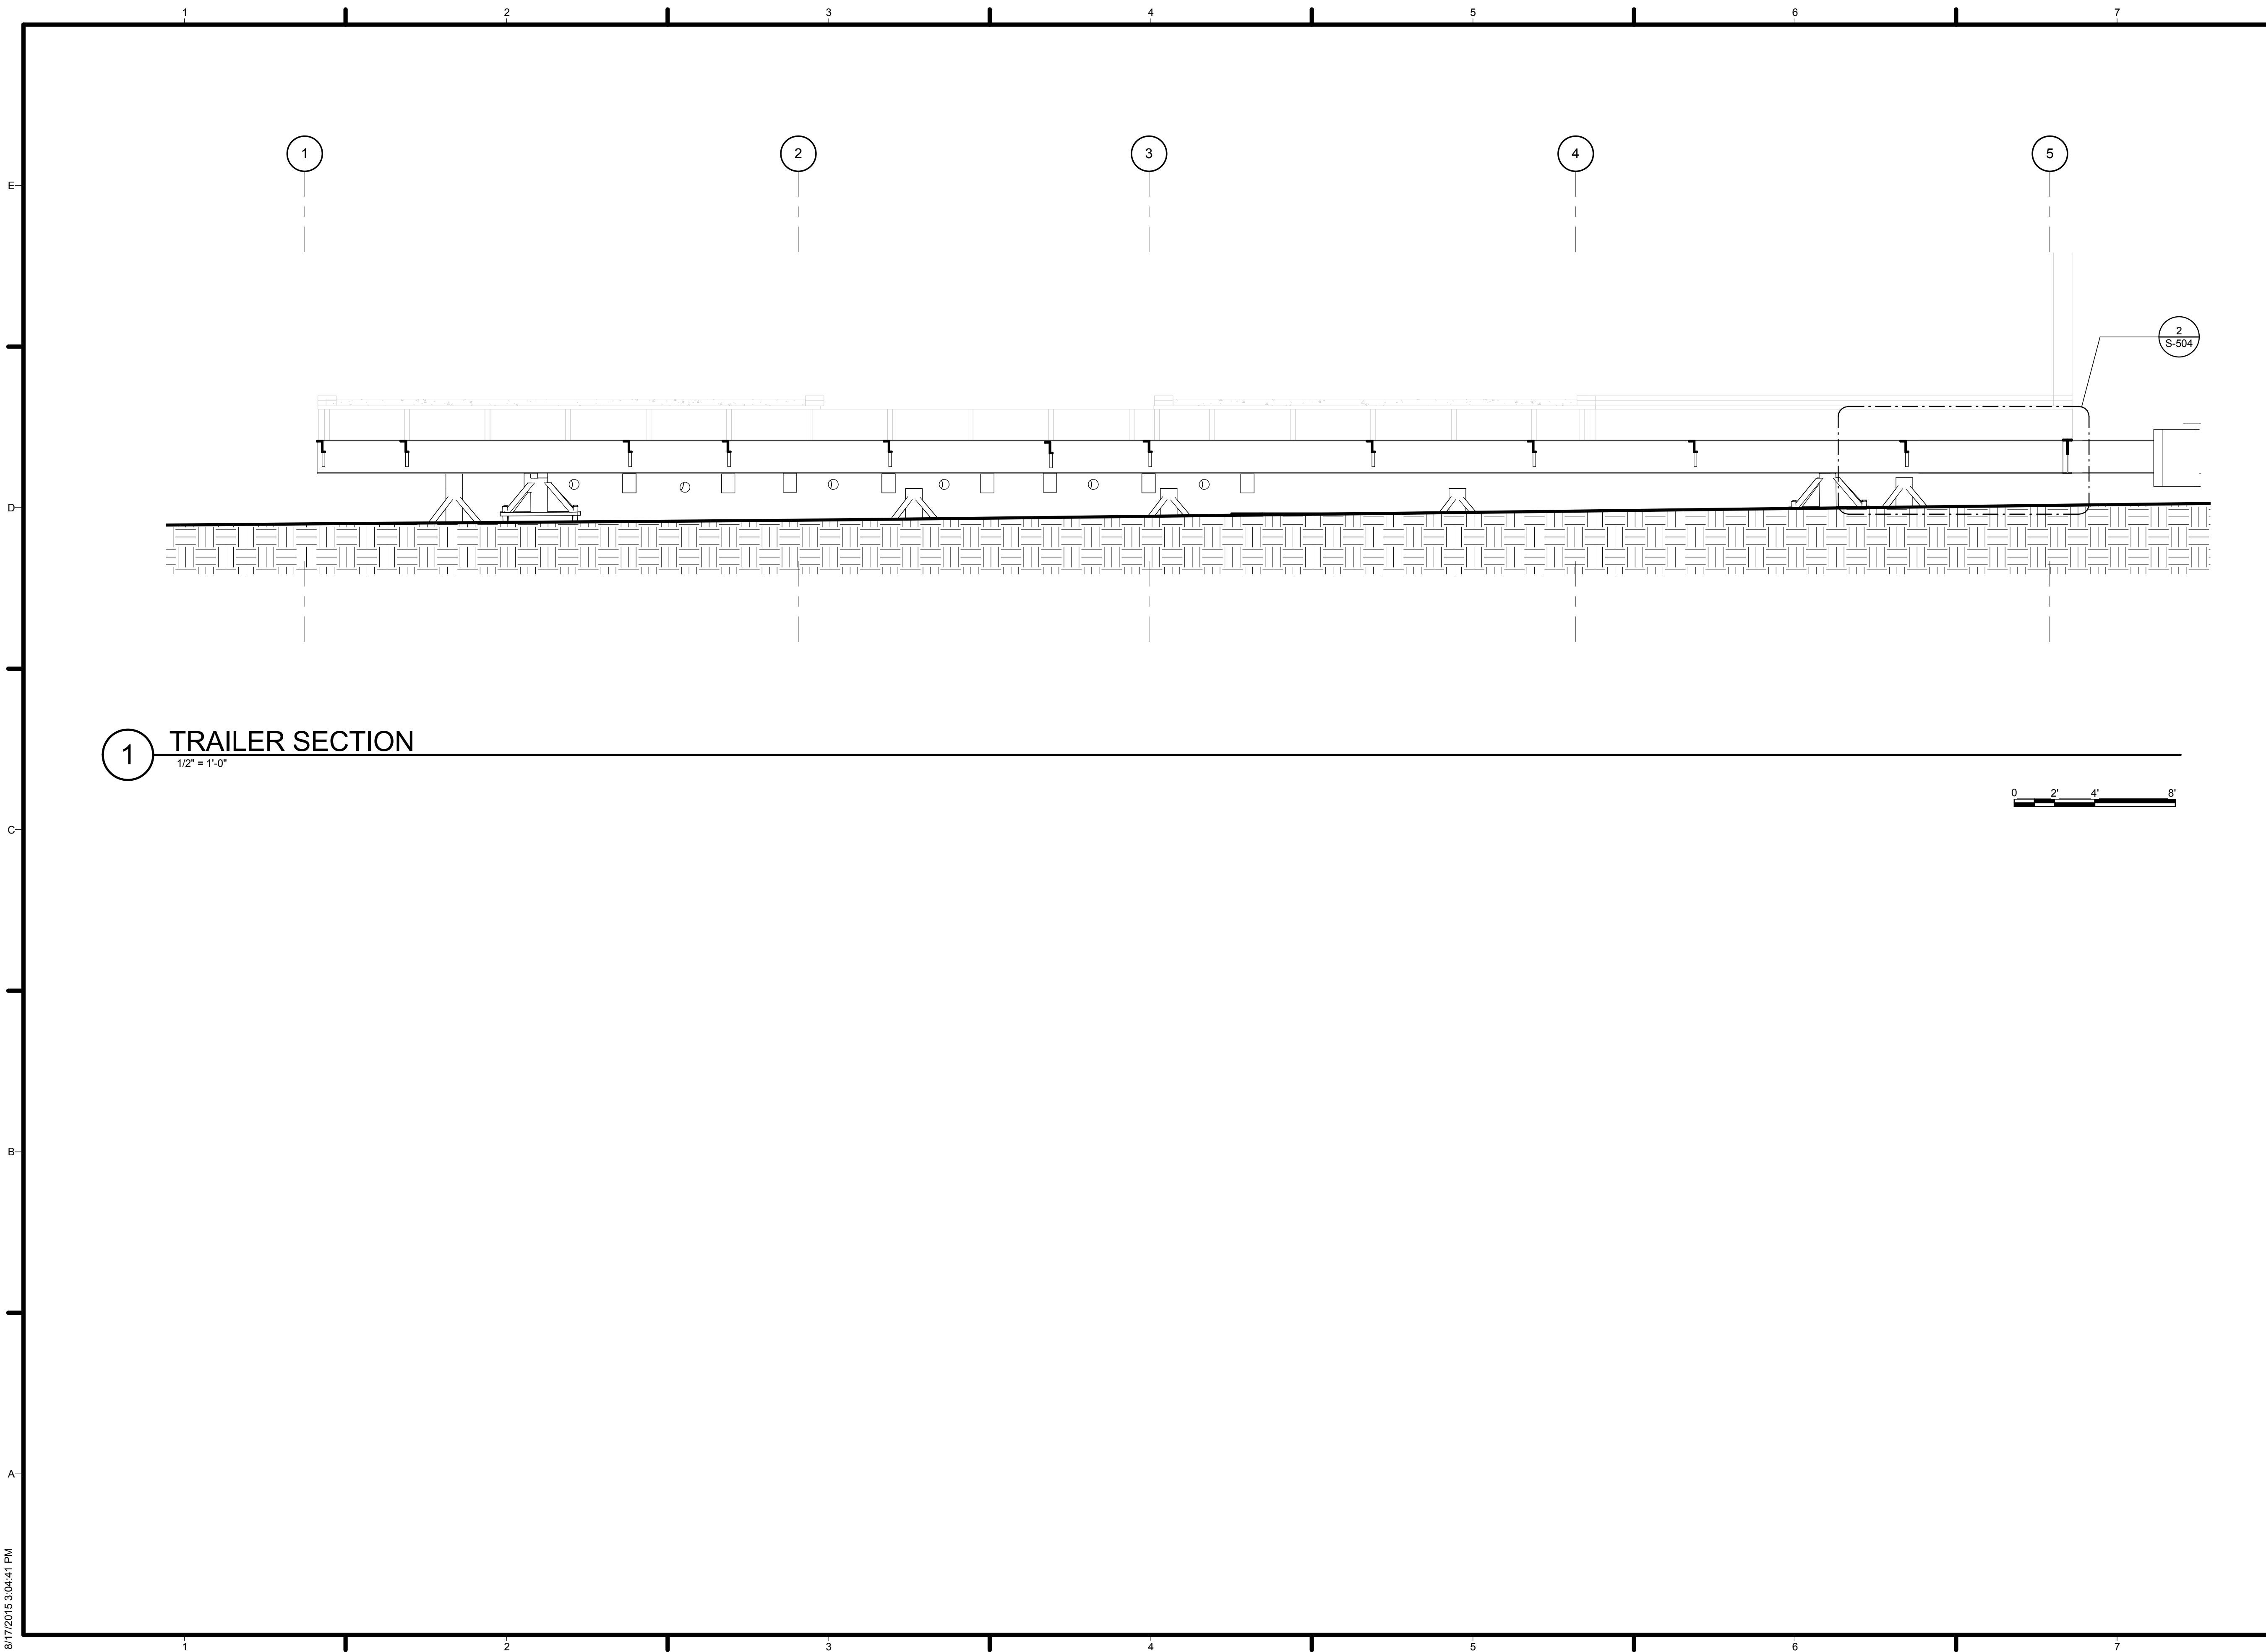 1 2 3 4 5 6 7
1 2 3 4 5
E
2
S-504
D
1 TRAILER SECTION
1/2" = 1'-0"
0 2' 4' 8'
C
B
A
8/17/2015 3:04:41 PM
1 2 3 4 5 6 7